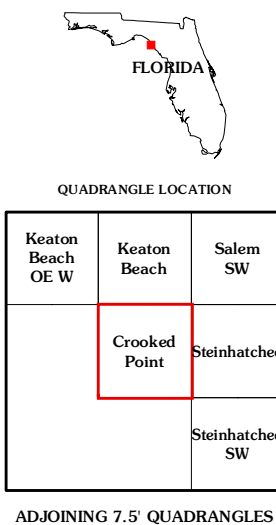 FLORIDA
QUADRANGLE LOCATION
Keaton
Beach
OE W
Keaton
Beach
Salem
SW
Crooked
Point
Steinhatchee
Steinhatchee
SW
ADJOINING 7.5' QUADRANGLES